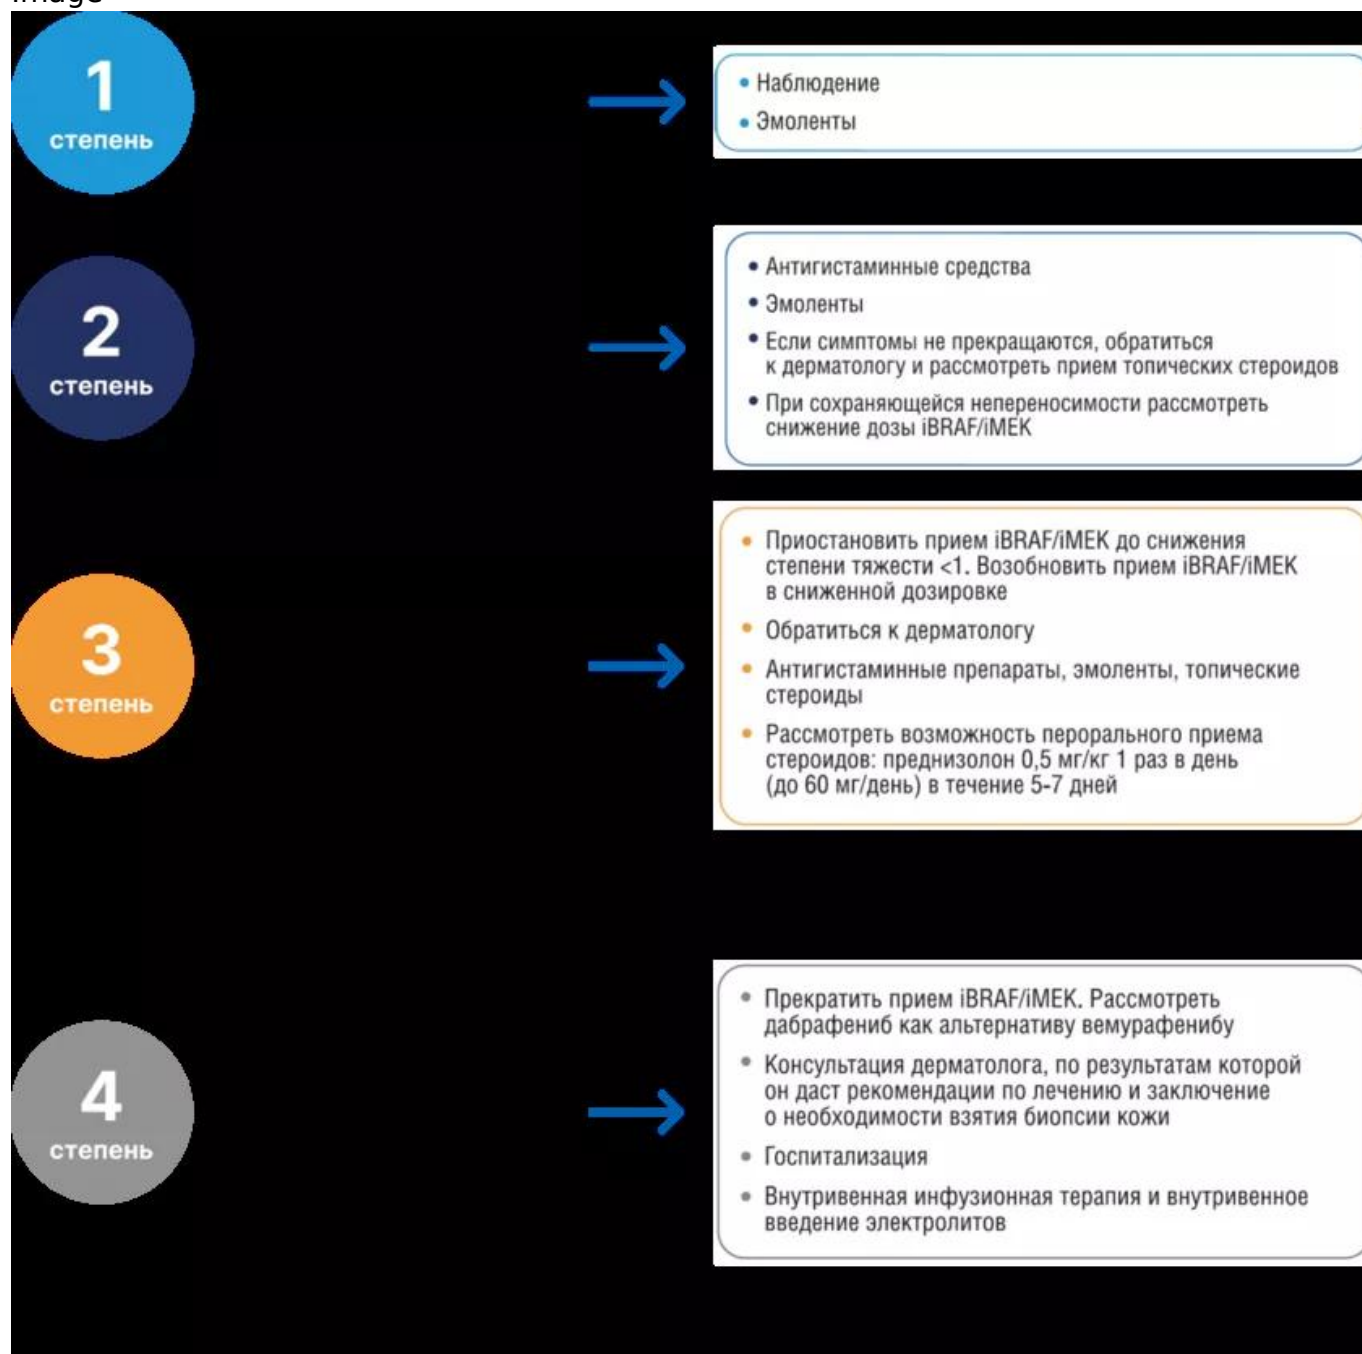 1
степень
• Наблюдение
• Эмоленты
2
степень
• Антигистаминные средства
• Эмоленты
• Если симптомы не прекращаются, обратиться
к дерматологу и рассмотреть прием топических стероидов
• При сохраняющейся непереносимости рассмотреть
снижение дозы iBRAF/iMEK
3
степень
• Приостановить прием iBRAF/iMEK до снижения
степени тяжести <1. Возобновить прием iBRAF/iMEK
в сниженной дозировке
• Обратиться к дерматологу
• Антигистаминные препараты, эмоленты, топические
стероиды
• Рассмотреть возможность перорального приема
стероидов: преднизолон 0,5 мг/кг 1 раз в день
(до 60 мг/день) в течение 5-7 дней
4
степень
• Прекратить прием iBRAF/iMEK. Рассмотреть
дабрафениб как альтернативу вемурафенибу
• Консультация дерматолога, по результатам которой
он даст рекомендации по лечению и заключение
о необходимости взятия биопсии кожи
• Госпитализация
• Внутривенная инфузионная терапия и внутривенное
введение электролитов